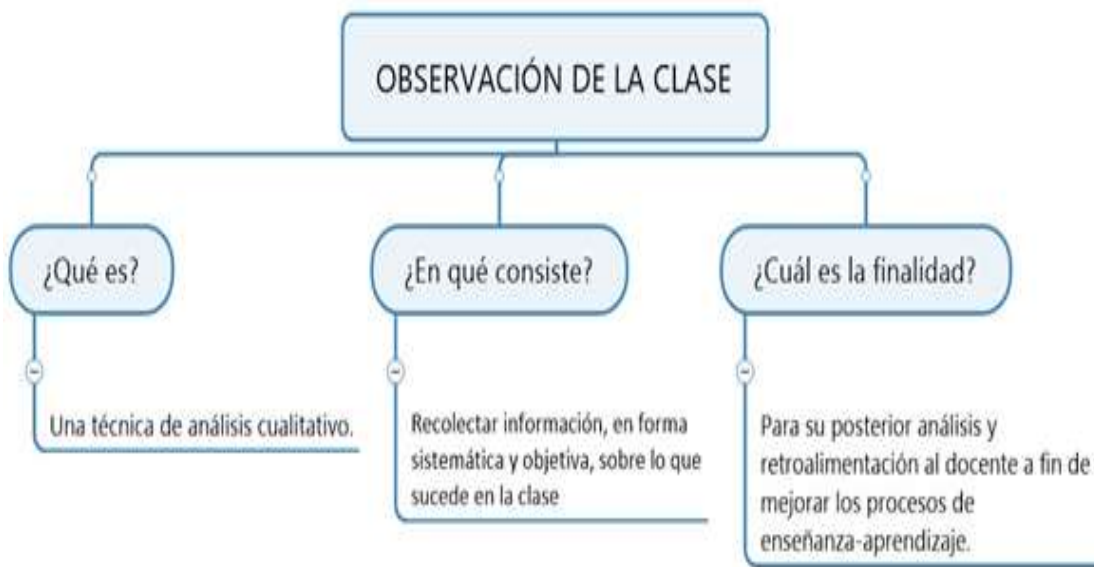 OBSERVACIÓN DE LA CLASE
¿Qué es?
Una técnica de análisis cualitativo.
¿En qué consiste?
Recolectar información, en forma
sistemática y objetiva, sobre lo que
sucede en la clase
¿Cuál es la finalidad?
Para su posterior análisis y
retroalimentación al docente a fin de
mejorar los procesos de
enseñanza-aprendizaje.